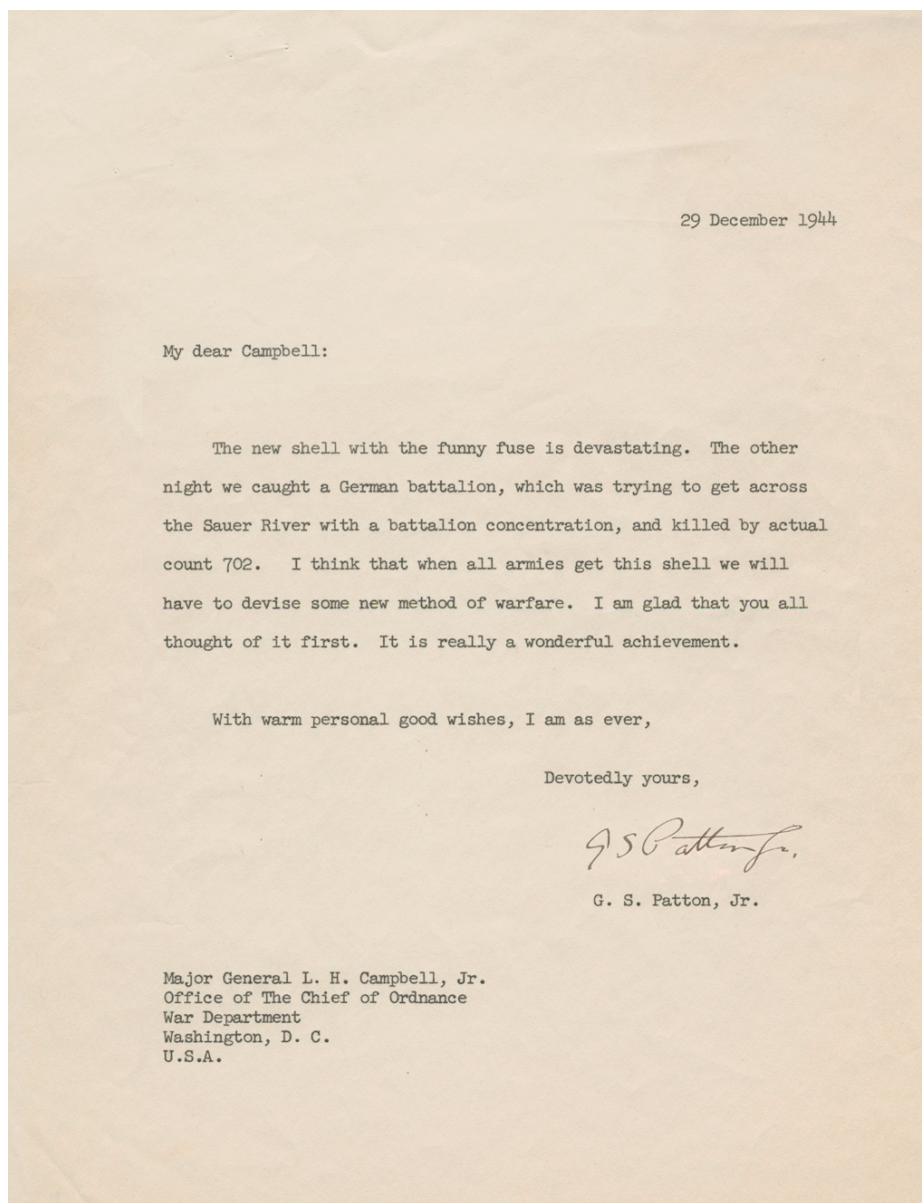 29 December 1944
My dear Campbell:
The new shell with the funny fuse is devastating. The other
night we caught a German battalion, which was trying to get across
the Sauer River with a battalion concentration, and killed by actual
count 702. I think that when all armies get this shell we will
have to devise some new method of warfare. I am glad that you all
thought of it first. It is really a wonderful achievement.
With warm personal good wishes, I am as ever,
Devotedly yours,
G S Patton Jr.
G. S. Patton, Jr.
Major General L. H. Campbell, Jr.
Office of The Chief of Ordnance
War Department
Washington, D. C.
U.S.A.